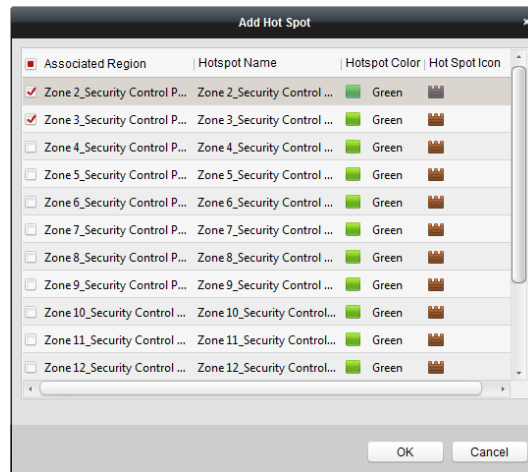 Add Hot Spot
Associated Region Hotspot Name Hotspot Color Hot Spot Icon
Zone 2_Security Control P... Zone 2_Security Control ... Green
Zone 3_Security Control P... Zone 3_Security Control ... Green
Zone 4_Security Control P... Zone 4_Security Control ... Green
Zone 5_Security Control P... Zone 5_Security Control ... Green
Zone 6_Security Control P... Zone 6_Security Control ... Green
Zone 7_Security Control P... Zone 7_Security Control ... Green
Zone 8_Security Control P... Zone 8_Security Control ... Green
Zone 9_Security Control P... Zone 9_Security Control ... Green
Zone 10_Security Control ... Zone 10_Security Control... Green
Zone 11_Security Control ... Zone 11_Security Control... Green
Zone 12_Security Control ... Zone 12_Security Control... Green
OK Cancel